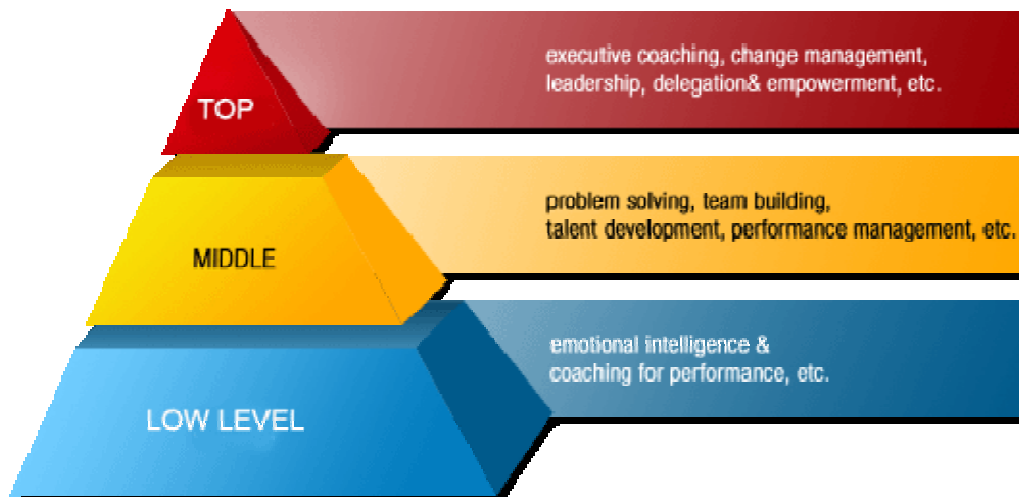 TOP
executive coaching, change management,
leadership, delegation& empowerment, etc.
MIDDLE
problem solving, team building,
talent development, performance management, etc.
LOW LEVEL
emotional intelligence &
coaching for performance, etc.